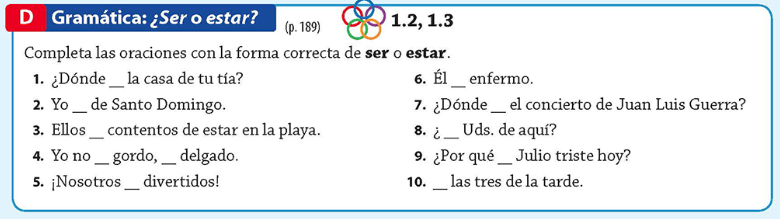 D Gramática: ¿Ser o estar? (p. 189) 1.2, 1.3
Completa las oraciones con la forma correcta de ser o estar.
1. ¿Dónde __ la casa de tu tía?
2. Yo __ de Santo Domingo.
3. Ellos __ contentos de estar en la playa.
4. Yo no __ gordo, __ delgado.
5. ¡Nosotros __ divertidos!
6. Él __ enfermo.
7. ¿Dónde __ el concierto de Juan Luis Guerra?
8. ¿ __ Uds. de aquí?
9. ¿Por qué __ Julio triste hoy?
10. __ las tres de la tarde.